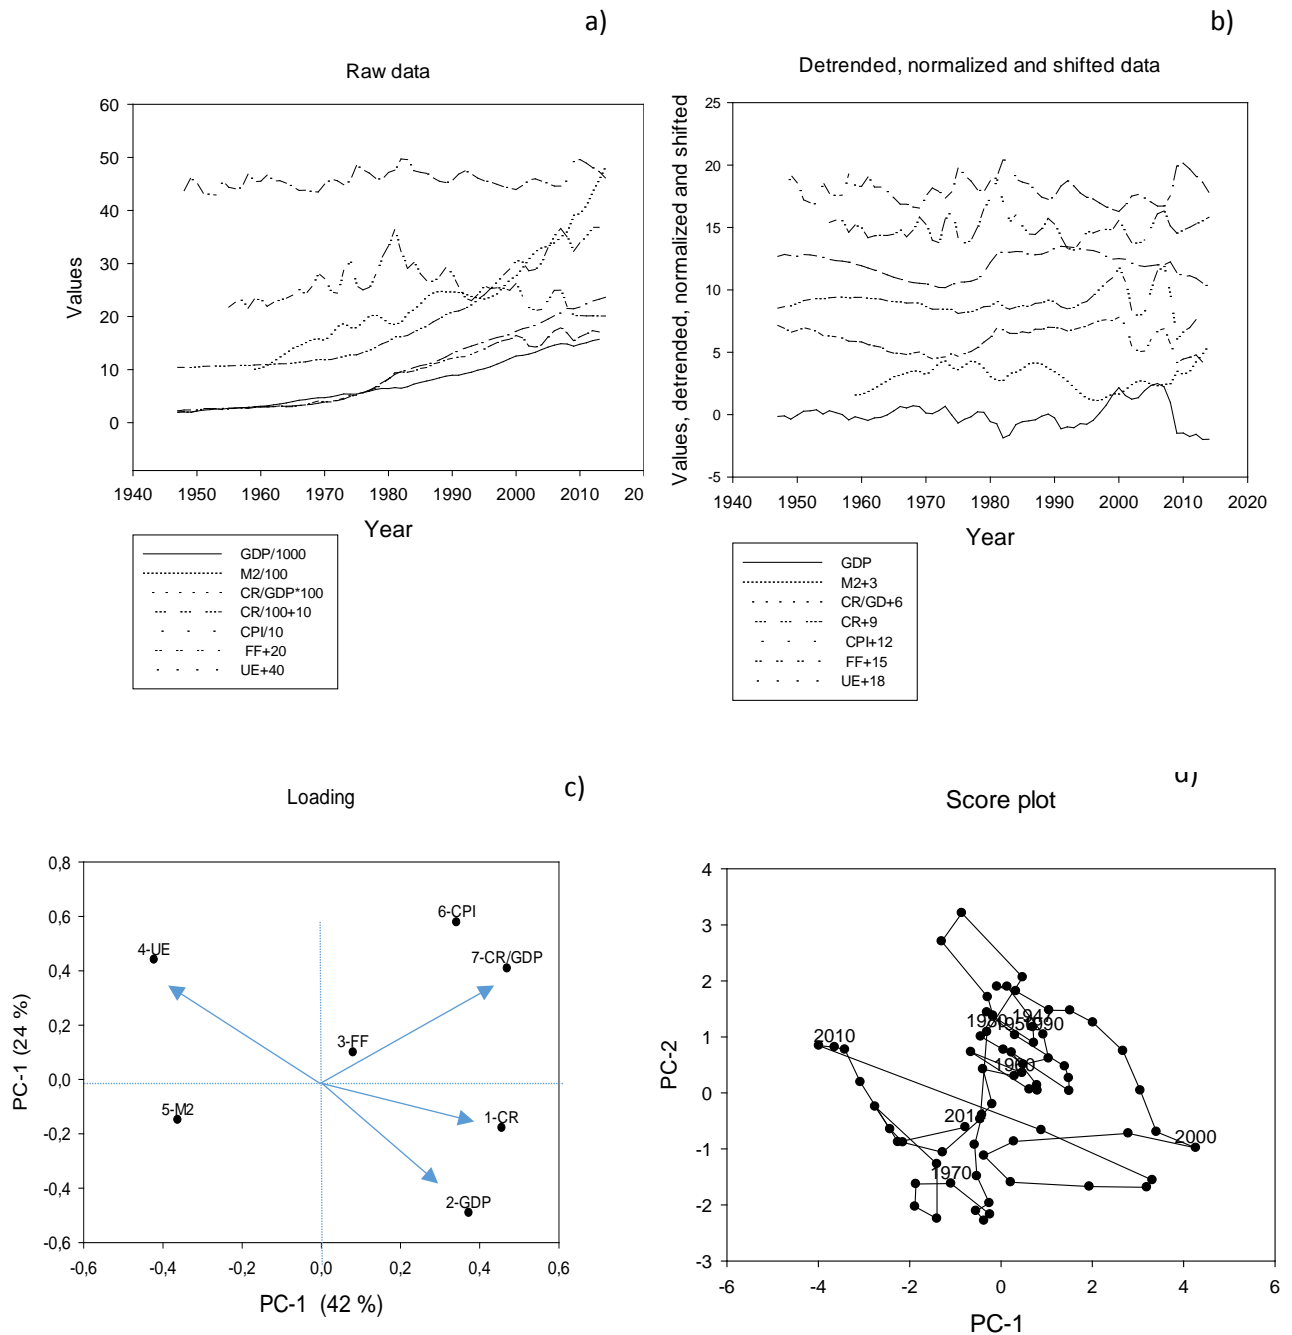 a)
Raw data
Values
60
50
40
30
20
10
0
1940 1950 1960 1970 1980 1990 2000 2010 20
Year
GDP/1000
M2/100
CR/GDP*100
CR/100+10
CPI/10
FF+20
UE+40
b)
Detrended, normalized and shifted data
Values, detrended, normalized and shifted
25
20
15
10
5
0
-5
1940 1950 1960 1970 1980 1990 2000 2010 2020
Year
GDP
M2+3
CR/GD+6
CR+9
CPI+12
FF+15
UE+18
c)
Loading
PC-1 (24 %)
0,8
0,6
0,4
0,2
0,0
-0,2
-0,4
-0,6
6-CPI
4-UE
7-CR/GDP
3-FF
5-M2
1-CR
2-GDP
-0,6 -0,4 -0,2 0,0 0,2 0,4 0,6
PC-1 (42 %)
d)
Score plot
PC-2
4
3
2
1
0
-1
-2
-3
1980 1950 1990
2010
1960
2000
1970
-6 -4 -2 0 2 4 6
PC-1